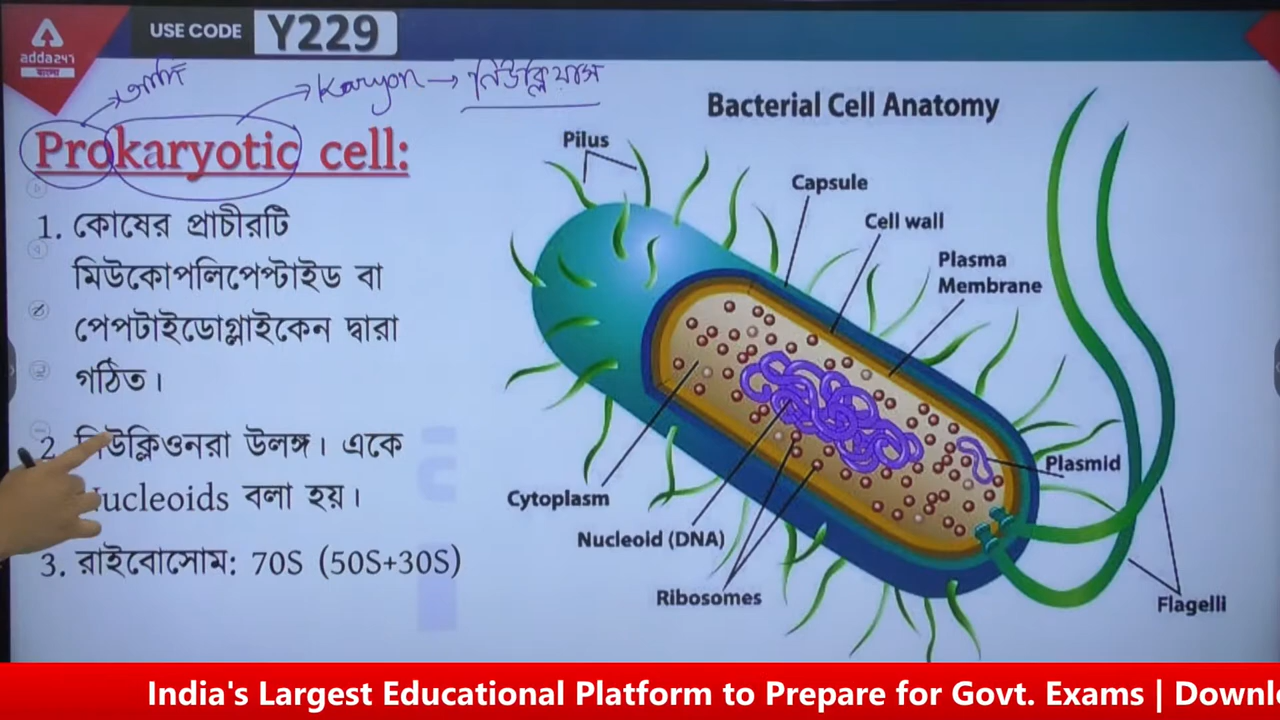 adda247
বাংলা
USE CODE Y229
আদি
Karyon → নিউক্লিয়াস
Prokaryotic cell:
1. কোষের প্রাচীরটি
মিউকোপলিপেপ্টাইড বা
পেপটাইডোগ্লাইকেন দ্বারা
গঠিত।
2. নিউক্লিওনরা উলঙ্গ। একে
Nucleoids বলা হয়।
3. রাইবোসোম: 70S (50S+30S)
Bacterial Cell Anatomy
Pilus
Capsule
Cell wall
Plasma
Membrane
Plasmid
Cytoplasm
Nucleoid (DNA)
Ribosomes
Flagelli
India's Largest Educational Platform to Prepare for Govt. Exams | Downl